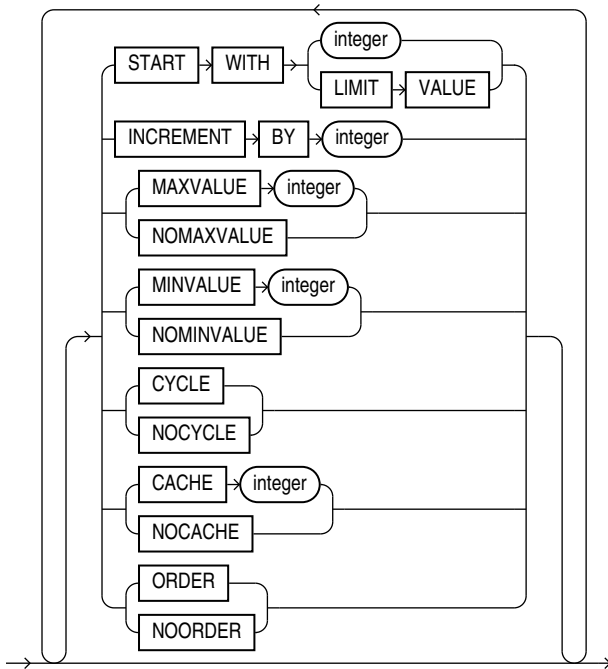 integer
START WITH
LIMIT VALUE
INCREMENT BY integer
MAXVALUE integer
NOMAXVALUE
MINVALUE integer
NOMINVALUE
CYCLE
NOCYCLE
CACHE integer
NOCACHE
ORDER
NOORDER